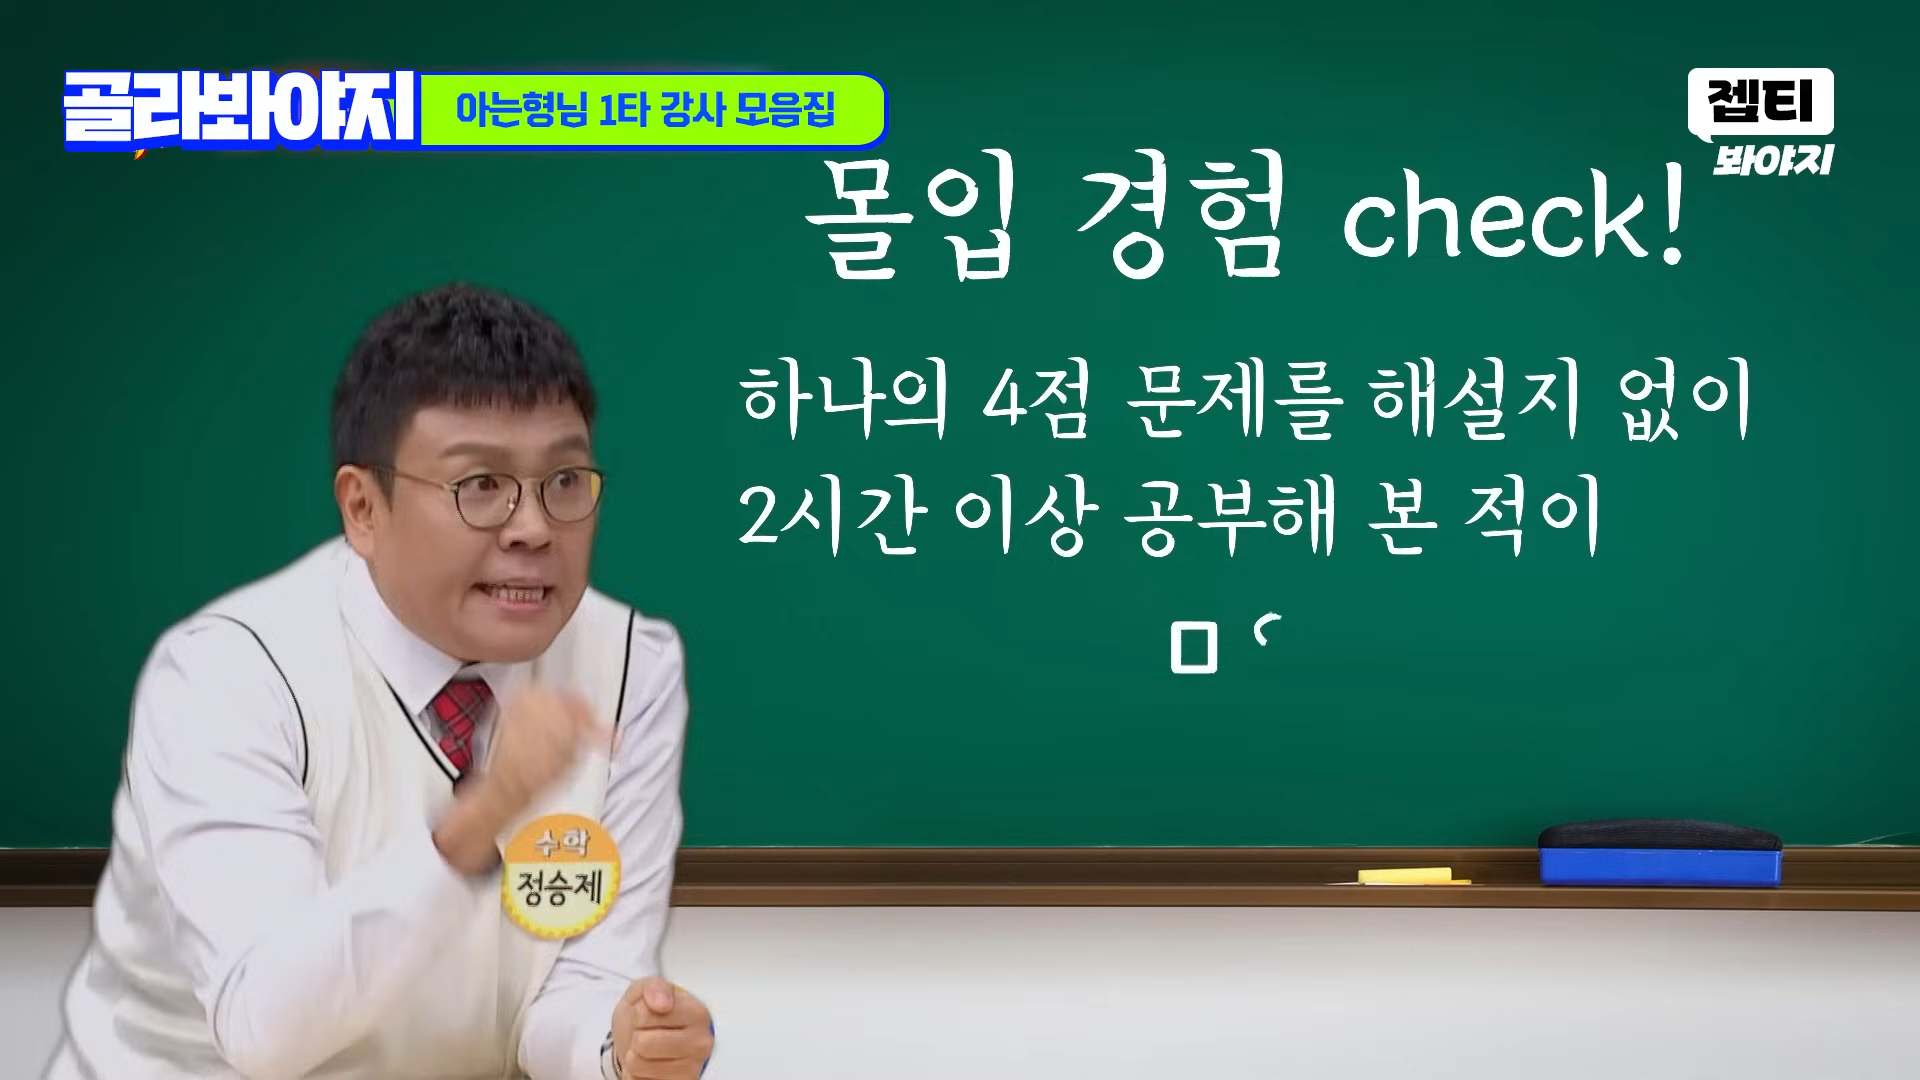 골라봐야지 아는형님 1타 강사 모음집
젭티
봐야지
몰입 경험 check!
하나의 4점 문제를 해설지 없이
2시간 이상 공부해 본 적이
수학
정승제